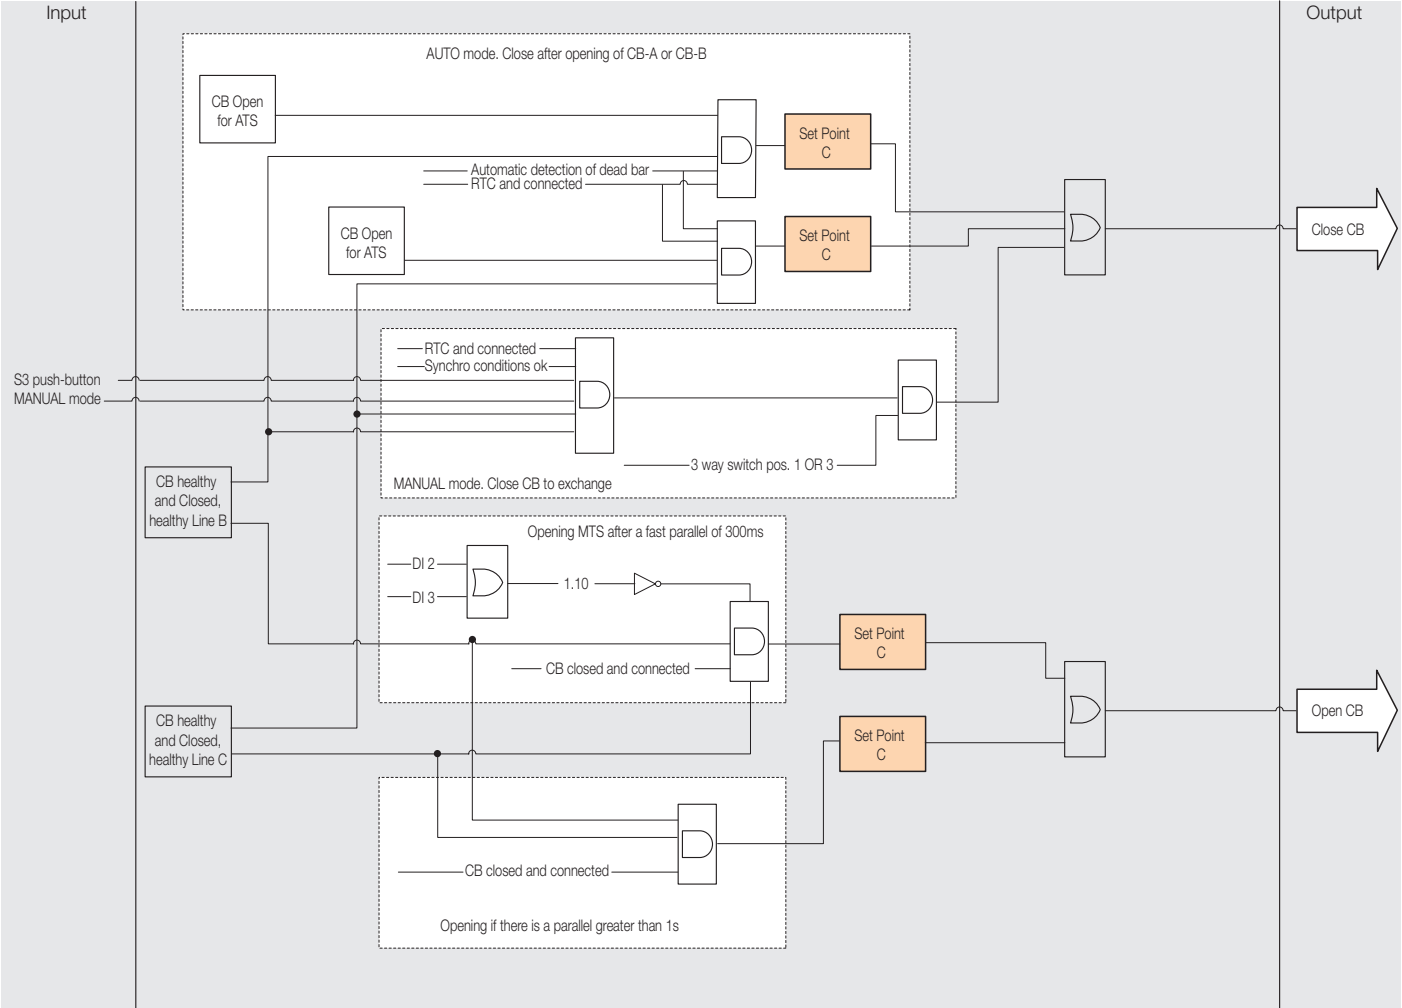 Input
Output
AUTO mode. Close after opening of CB-A or CB-B
CB Open
for ATS
Set Point
C
Automatic detection of dead bar
RTC and connected
CB Open
for ATS
Set Point
C
Close CB
RTC and connected
Synchro conditions ok
S3 push-button
MANUAL mode
3 way switch pos. 1 OR 3
MANUAL mode. Close CB to exchange
CB healthy
and Closed,
healthy Line B
Opening MTS after a fast parallel of 300ms
DI 2
1.10
DI 3
Set Point
C
CB closed and connected
CB healthy
and Closed,
healthy Line C
Set Point
C
Open CB
CB closed and connected
Opening if there is a parallel greater than 1s